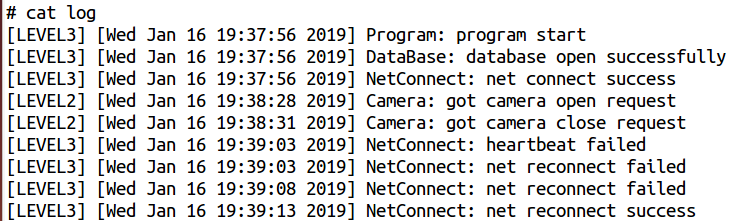 # cat log
[LEVEL3] [Wed Jan 16 19:37:56 2019] Program: program start
[LEVEL3] [Wed Jan 16 19:37:56 2019] DataBase: database open successfully
[LEVEL3] [Wed Jan 16 19:37:56 2019] NetConnect: net connect success
[LEVEL2] [Wed Jan 16 19:38:28 2019] Camera: got camera open request
[LEVEL2] [Wed Jan 16 19:38:31 2019] Camera: got camera close request
[LEVEL3] [Wed Jan 16 19:39:03 2019] NetConnect: heartbeat failed
[LEVEL3] [Wed Jan 16 19:39:03 2019] NetConnect: net reconnect failed
[LEVEL3] [Wed Jan 16 19:39:08 2019] NetConnect: net reconnect failed
[LEVEL3] [Wed Jan 16 19:39:13 2019] NetConnect: net reconnect success